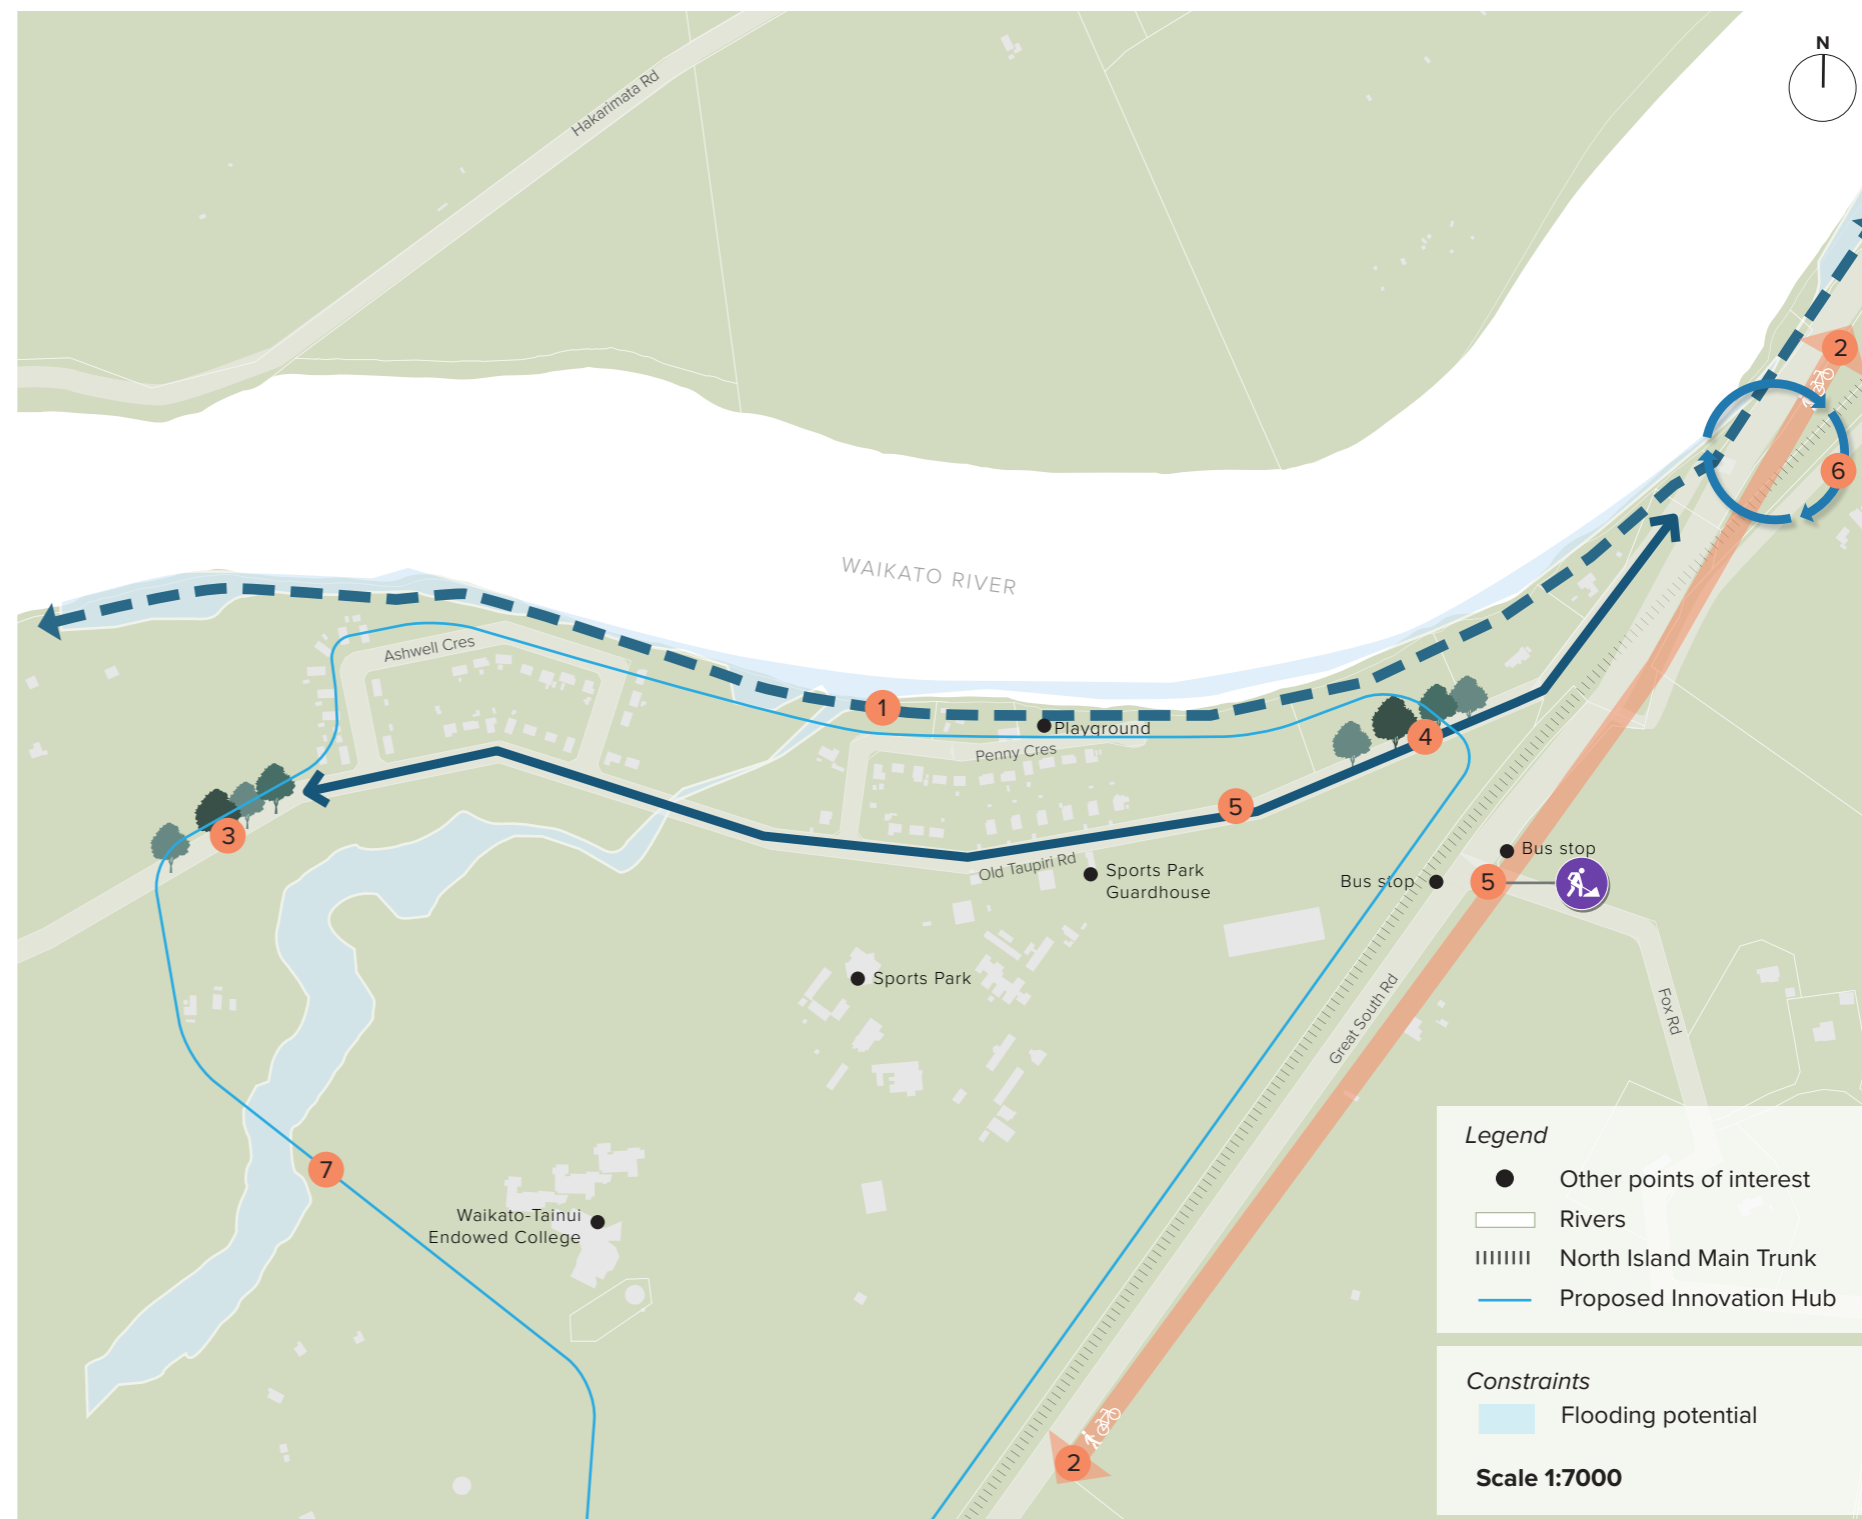 N
Hakarimata Rd
2
6
WAIKATO RIVER
Ashwell Cres
1
Playground
Penny Cres
4
3
5
Old Taupiri Rd
Sports Park
Guardhouse
Bus stop
Bus stop
5
Sports Park
Great South Rd
Fox Rd
7
Waikato-Tainui
Endowed College
2
Legend
Other points of interest
Rivers
North Island Main Trunk
Proposed Innovation Hub
Constraints
Flooding potential
Scale 1:7000